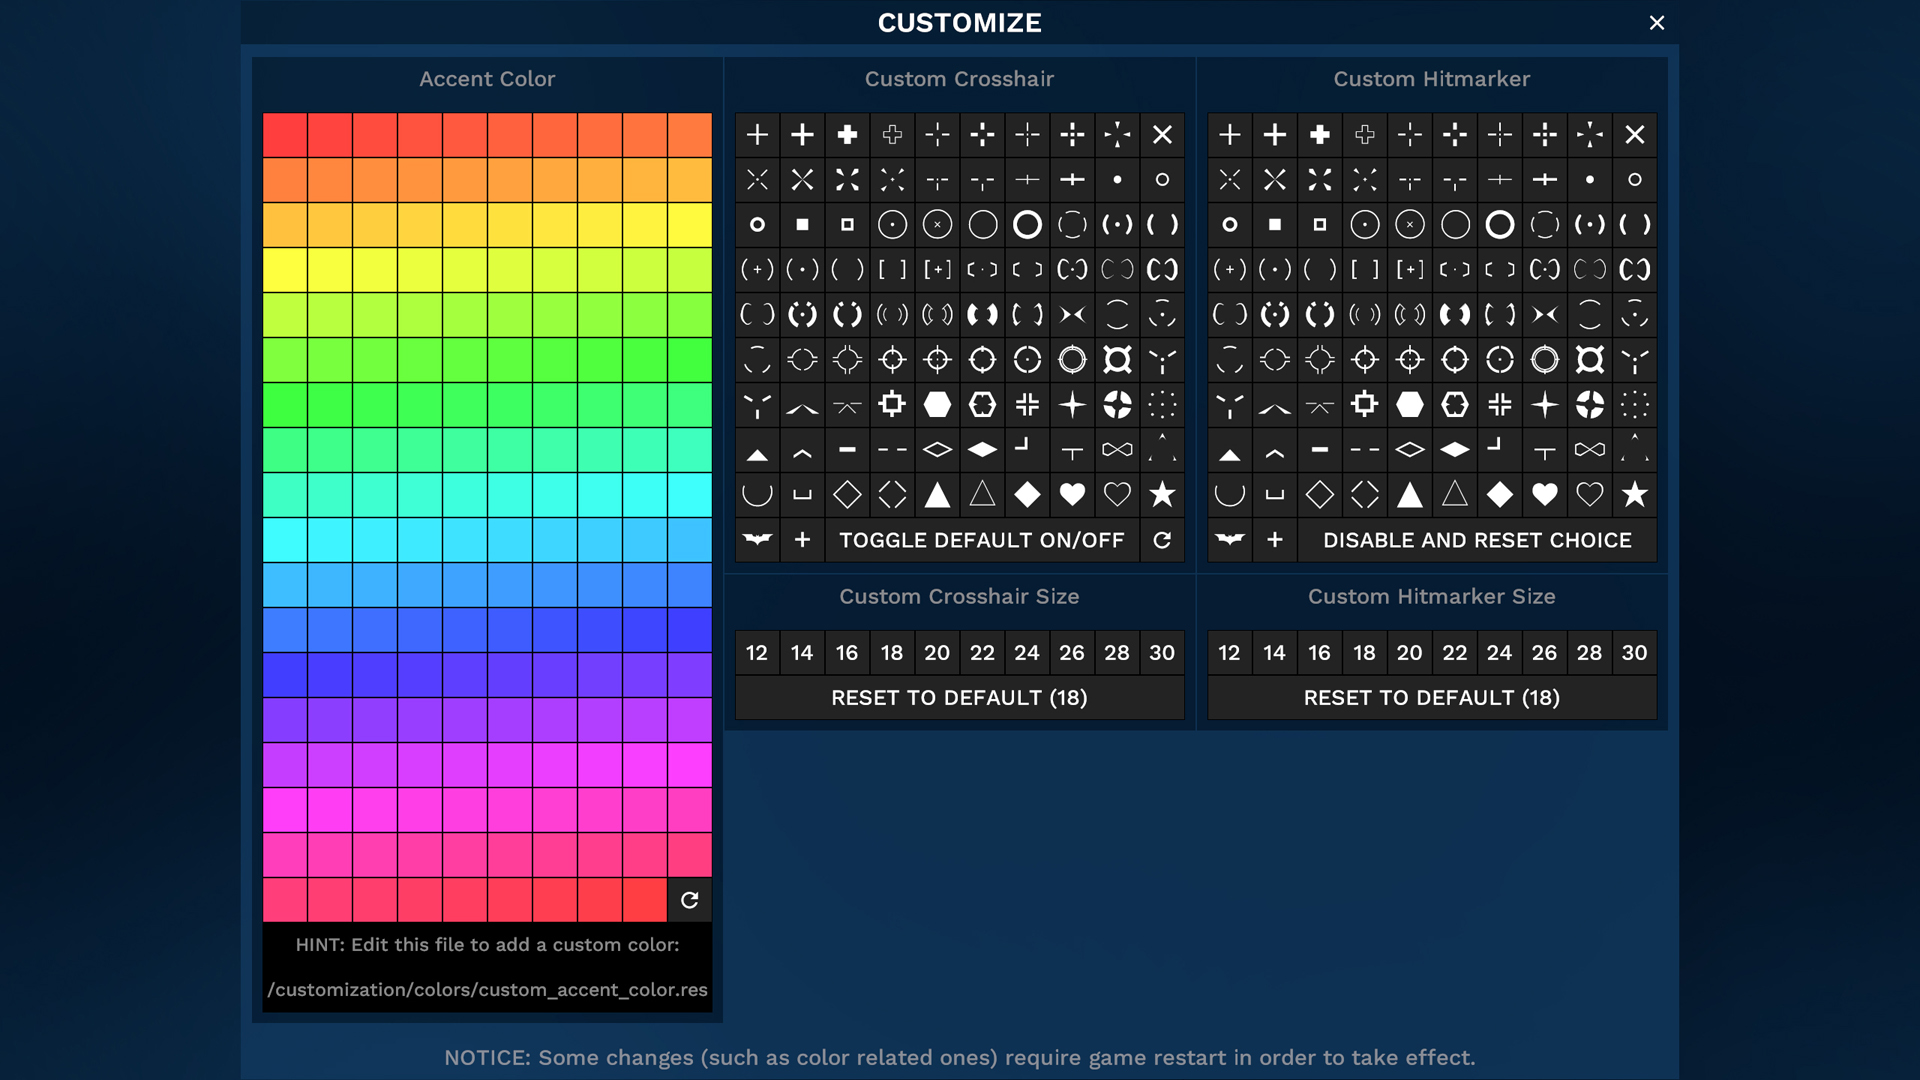 CUSTOMIZE
Accent Color
HINT: Edit this file to add a custom color:
/customization/colors/custom_accent_color.res
Custom Crosshair
TOGGLE DEFAULT ON/OFF
Custom Crosshair Size
12 14 16 18 20 22 24 26 28 30
RESET TO DEFAULT (18)
Custom Hitmarker
DISABLE AND RESET CHOICE
Custom Hitmarker Size
12 14 16 18 20 22 24 26 28 30
RESET TO DEFAULT (18)
NOTICE: Some changes (such as color related ones) require game restart in order to take effect.